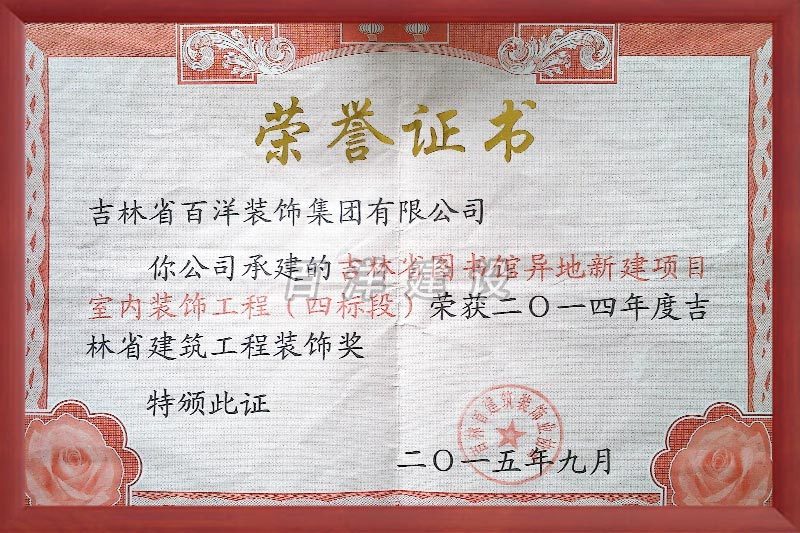 荣誉证书
吉林省百洋装饰集团有限公司
你公司承建的吉林省图书馆异地新建项目
室内装饰工程（四标段）荣获二〇一四年度吉
林省建筑工程装饰奖
特颁此证
二〇一五年九月
百洋建设